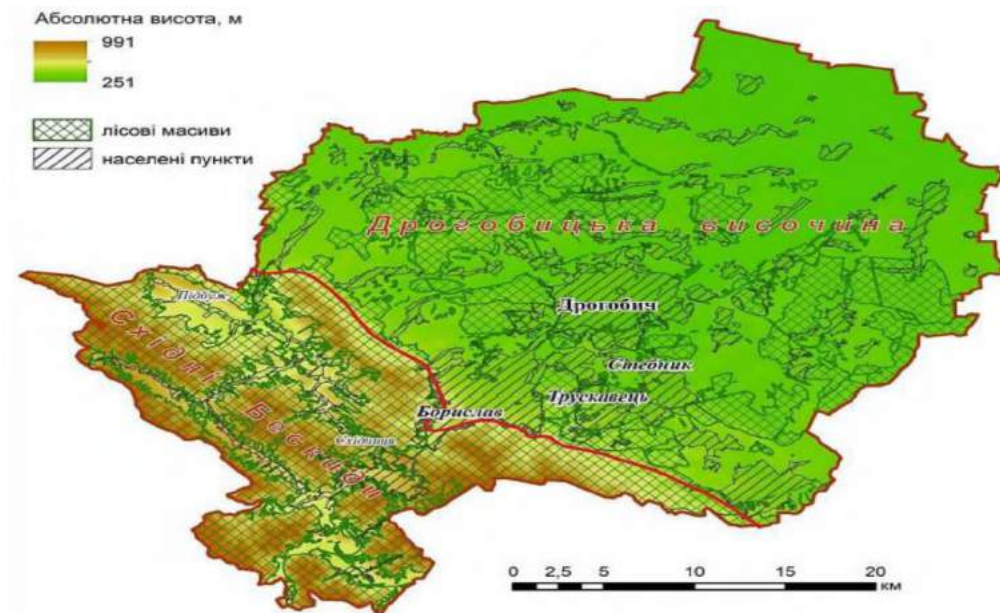 Абсолютна висота, м
991
251
лісові масиви
населені пункти
Дрогобицька височина
Підбуж
Дрогобич
Східні Бескиди
Стебник
Трускавець
Борислав
Східниця
0 2,5 5 10 15 20
км